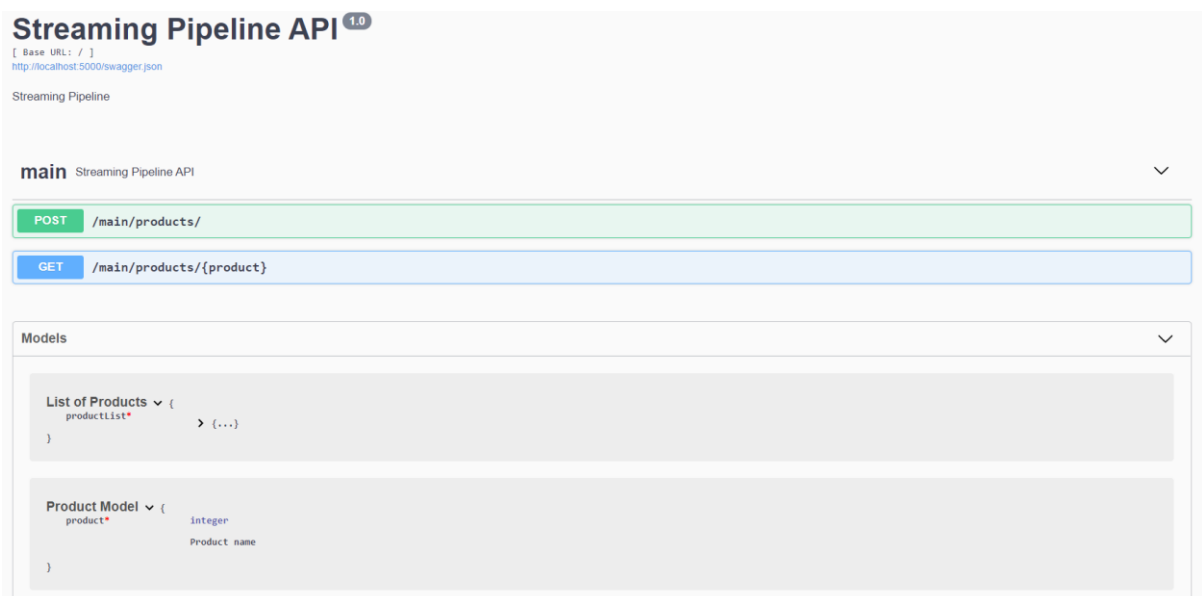 Streaming Pipeline API 1.0
[ Base URL: / ]
http://localhost:5000/swagger.json
Streaming Pipeline
main Streaming Pipeline API
POST /main/products/
GET /main/products/{product}
Models
List of Products {
productList*
{...}
}
Product Model {
product* integer
Product name
}